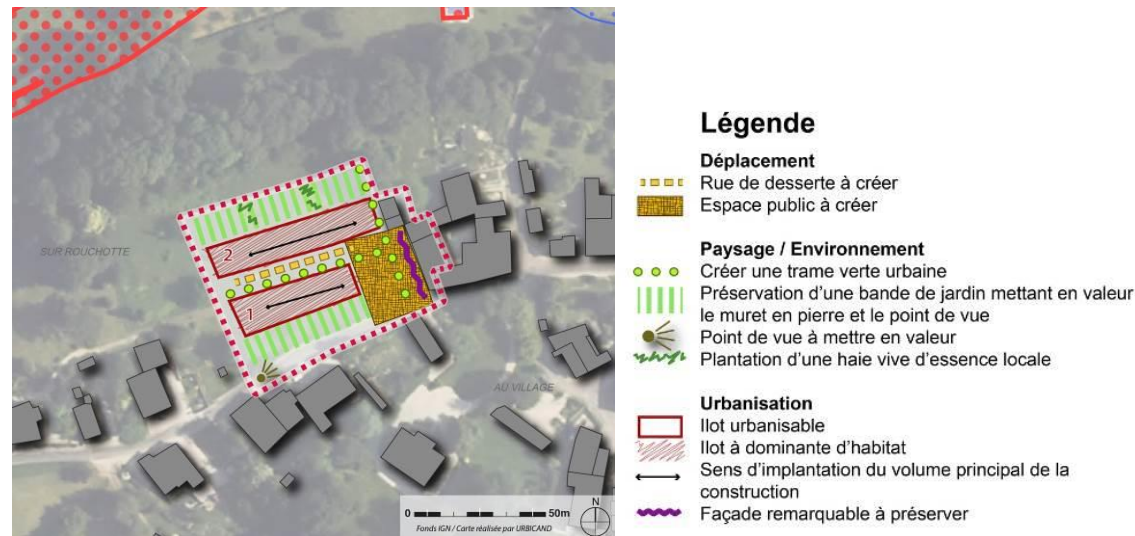 SUR ROUCHOTTE
2
1
AU VILLAGE
0 50m
N
Fonds IGN / Carte réalisée par URBICAND
Légende
Déplacement
Rue de desserte à créer
Espace public à créer
Paysage / Environnement
Créer une trame verte urbaine
Préservation d'une bande de jardin mettant en valeur
le muret en pierre et le point de vue
Point de vue à mettre en valeur
Plantation d'une haie vive d'essence locale
Urbanisation
Ilot urbanisable
Ilot à dominante d'habitat
Sens d'implantation du volume principal de la
construction
Façade remarquable à préserver